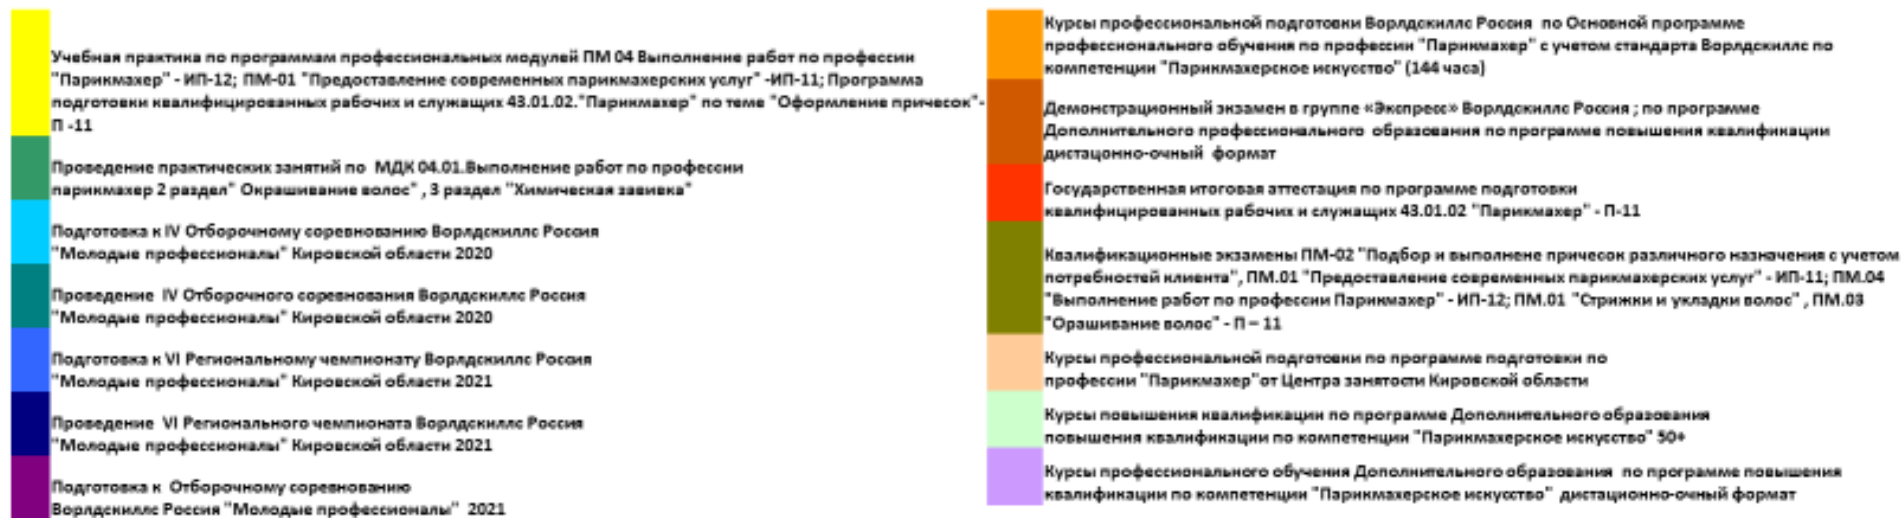 Учебная практика по программам профессиональных модулей ПМ 04 Выполнение работ по профессии
"Парикмахер" - ИП-12; ПМ-01 "Предоставление современных парикмахерских услуг" -ИП-11; Программа
подготовки квалифицированных рабочих и служащих 43.01.02."Парикмахер" по теме "Оформление причесок"-
П -11
Проведение практических занятий по МДК 04.01.Выполнение работ по профессии
парикмахер 2 раздел" Окрашивание волос" , 3 раздел "Химическая завивка"
Подготовка к IV Отборочному соревнованию Ворлдскиллс Россия
"Молодые профессионалы" Кировской области 2020
Проведение IV Отборочного соревнования Ворлдскиллс Россия
"Молодые профессионалы" Кировской области 2020
Подготовка к VI Региональному чемпионату Ворлдскиллс Россия
"Молодые профессионалы" Кировской области 2021
Проведение VI Регионального чемпионата Ворлдскиллс Россия
"Молодые профессионалы" Кировской области 2021
Подготовка к Отборочному соревнованию
Ворлдскиллс Россия "Молодые профессионалы" 2021
Курсы профессиональной подготовки Ворлдскиллс Россия по Основной программе
профессионального обучения по профессии "Парикмахер" с учетом стандарта Ворлдскиллс по
компетенции "Парикмахерское искусство" (144 часа)
Демонстрационный экзамен в группе «Экспресс» Ворлдскиллс Россия ; по программе
Дополнительного профессионального образования по программе повышения квалификации
дистацонно-очный формат
Государственная итоговая аттестация по программе подготовки
квалифицированных рабочих и служащих 43.01.02 "Парикмахер" - П-11
Квалификационные экзамены ПМ-02 "Подбор и выполнене причесок различного назначения с учетом
потребностей клиента", ПМ.01 "Предоставление современных парикмахерских услуг" - ИП-11; ПМ.04
"Выполнение работ по профессии Парикмахер" - ИП-12; ПМ.01 "Стрижки и укладки волос" , ПМ.03
"Орашивание волос" - П – 11
Курсы профессиональной подготовки по программе подготовки по
профессии "Парикмахер"от Центра занятости Кировской области
Курсы повышения квалификации по программе Дополнительного образования
повышения квалификации по компетенции "Парикмахерское искусство" 50+
Курсы профессионального обучения Дополнительного образования по программе повышения
квалификации по компетенции "Парикмахерское искусство" дистационно-очный формат